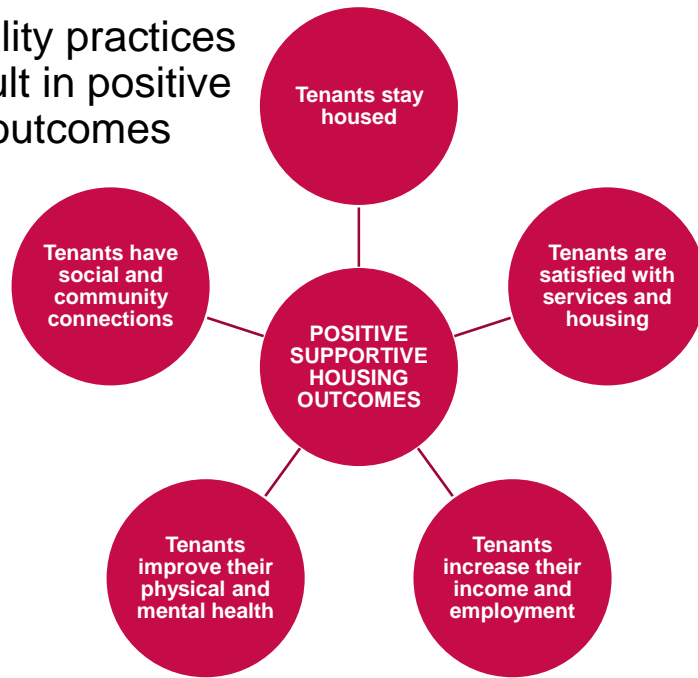 lity practices
ult in positive
outcomes
Tenants stay
housed
Tenants have
social and
community
connections
Tenants are
satisfied with
services and
housing
POSITIVE
SUPPORTIVE
HOUSING
OUTCOMES
Tenants
improve their
physical and
mental health
Tenants
increase their
income and
employment